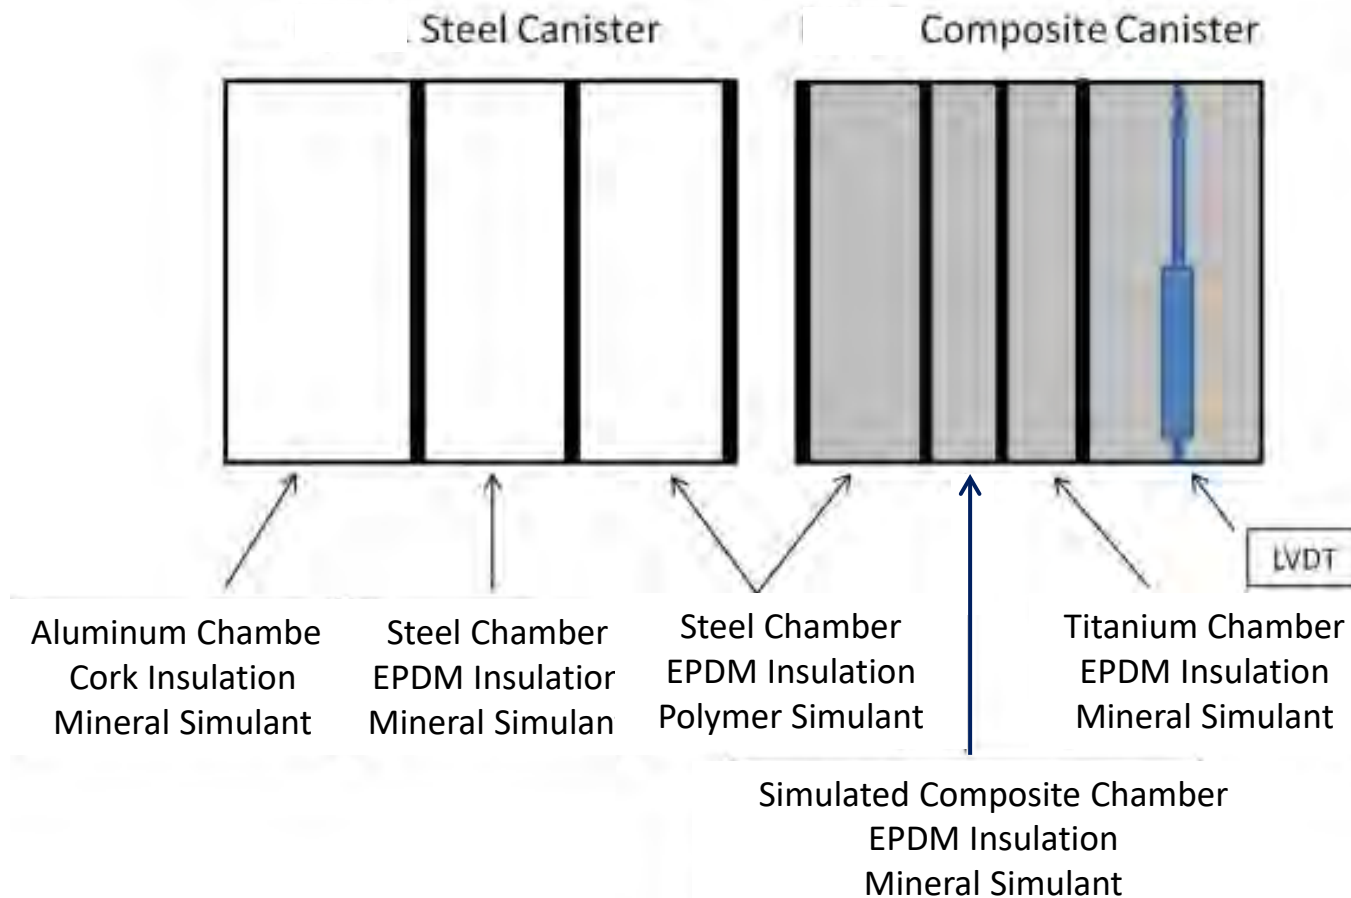 . Steel Canister
Composite Canister
LVDT
Aluminum Chambe
Cork Insulation
Mineral Simulant
Steel Chamber
EPDM Insulatior
Mineral Simulan
Steel Chamber
EPDM Insulation
Polymer Simulant
Titanium Chamber
EPDM Insulation
Mineral Simulant
Simulated Composite Chamber
EPDM Insulation
Mineral Simulant